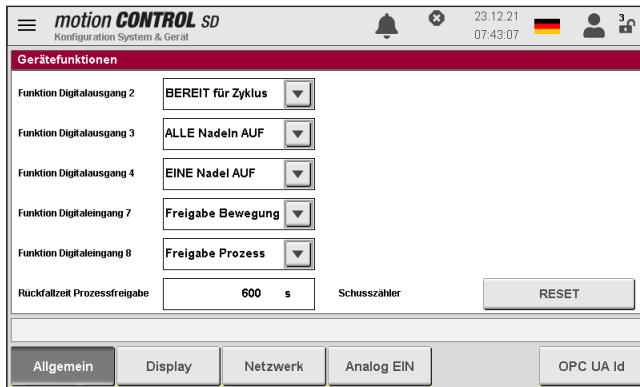 motion CONTROL SD
Konfiguration System & Gerät
23.12.21
07:43:07
3
Gerätefunktionen
Funktion Digitalausgang 2 BEREIT für Zyklus
Funktion Digitalausgang 3 ALLE Nadeln AUF
Funktion Digitalausgang 4 EINE Nadel AUF
Funktion Digitaleingang 7 Freigabe Bewegung
Funktion Digitaleingang 8 Freigabe Prozess
Rückfallzeit Prozessfreigabe 600 s Schusszähler RESET
Allgemein Display Netzwerk Analog EIN OPC UA Id